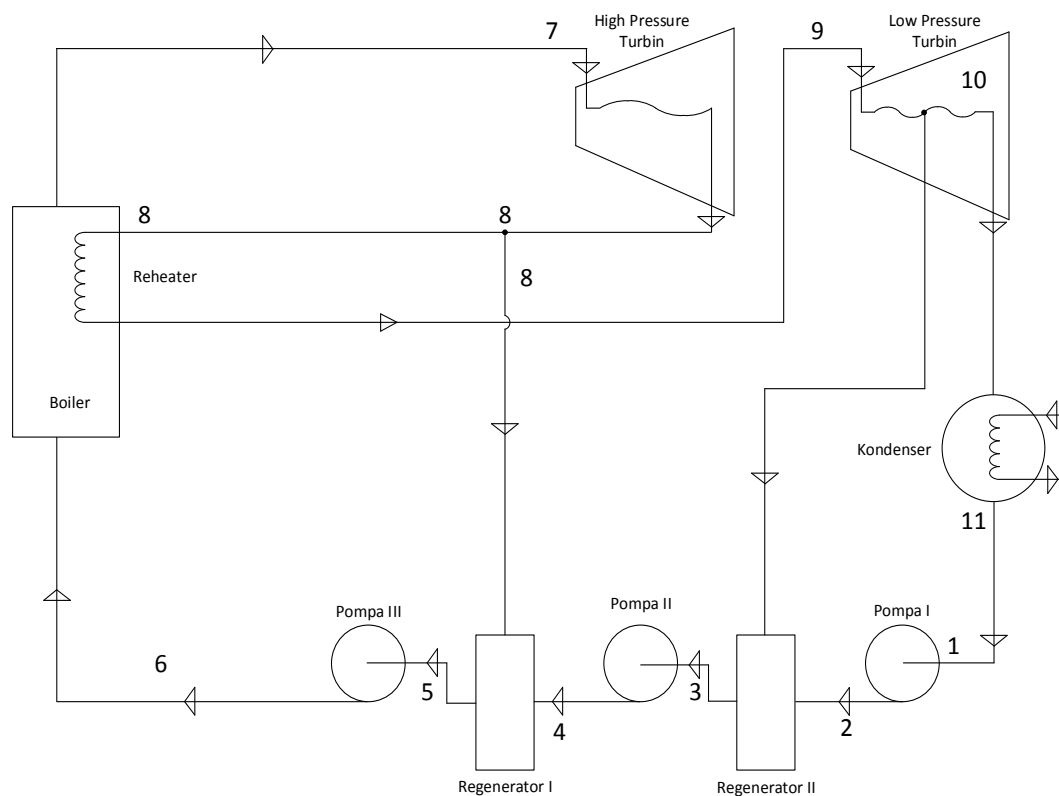 7
High Pressure
Turbin
9
Low Pressure
Turbin
10
8
8
8
Reheater
Boiler
Kondenser
11
Pompa III
Pompa II
Pompa I
1
6
5
4
3
2
Regenerator I
Regenerator II